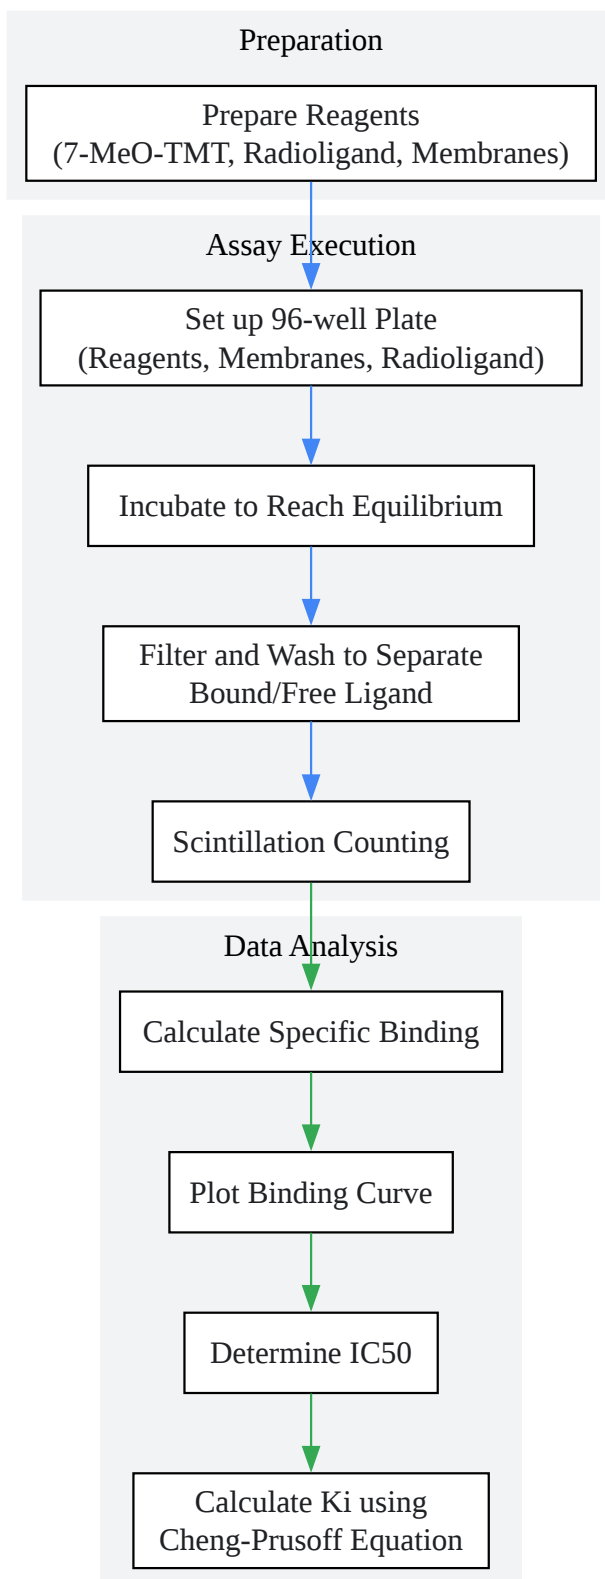 Preparation
Prepare Reagents
(7-MeO-TMT, Radioligand, Membranes)
Assay Execution
Set up 96-well Plate
(Reagents, Membranes, Radioligand)
Incubate to Reach Equilibrium
Filter and Wash to Separate
Bound/Free Ligand
Scintillation Counting
Data Analysis
Calculate Specific Binding
Plot Binding Curve
Determine IC50
Calculate Ki using
Cheng-Prusoff Equation